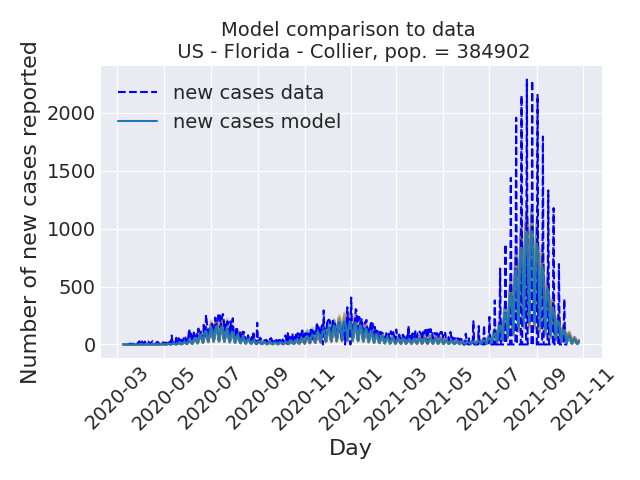 Model comparison to data
US - Florida - Collier, pop. = 384902
Number of new cases reported
2000
1500
1000
500
0
new cases data
new cases model
2020-03
2020-05
2020-07
2020-09
2020-11
2021-01
2021-03
2021-05
2021-07
2021-09
2021-11
Day